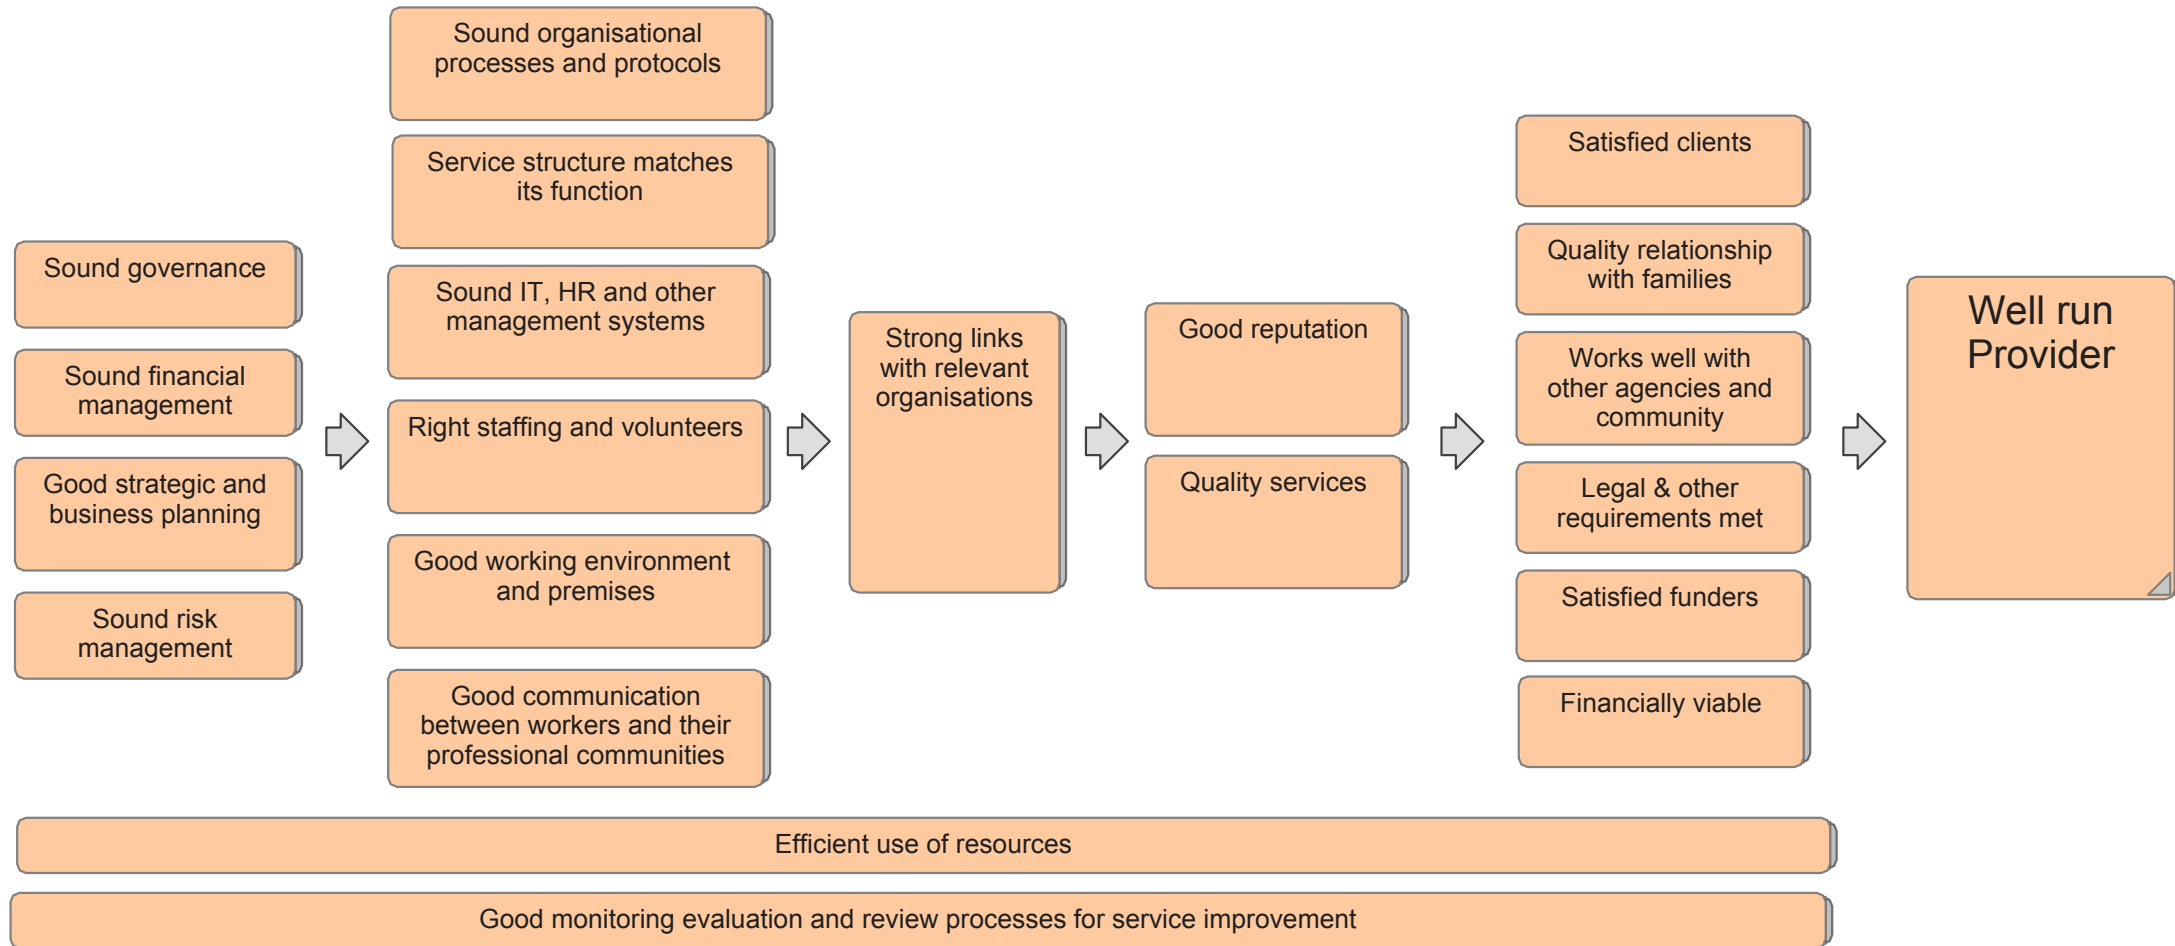 Sound governance
Sound financial
management
Good strategic and
business planning
Sound risk
management
Sound organisational
processes and protocols
Service structure matches
its function
Sound IT, HR and other
management systems
Right staffing and volunteers
Good working environment
and premises
Good communication
between workers and their
professional communities
Strong links
with relevant
organisations
Good reputation
Quality services
Satisfied clients
Quality relationship
with families
Works well with
other agencies and
community
Legal & other
requirements met
Satisfied funders
Financially viable
Well run
Provider
Efficient use of resources
Good monitoring evaluation and review processes for service improvement